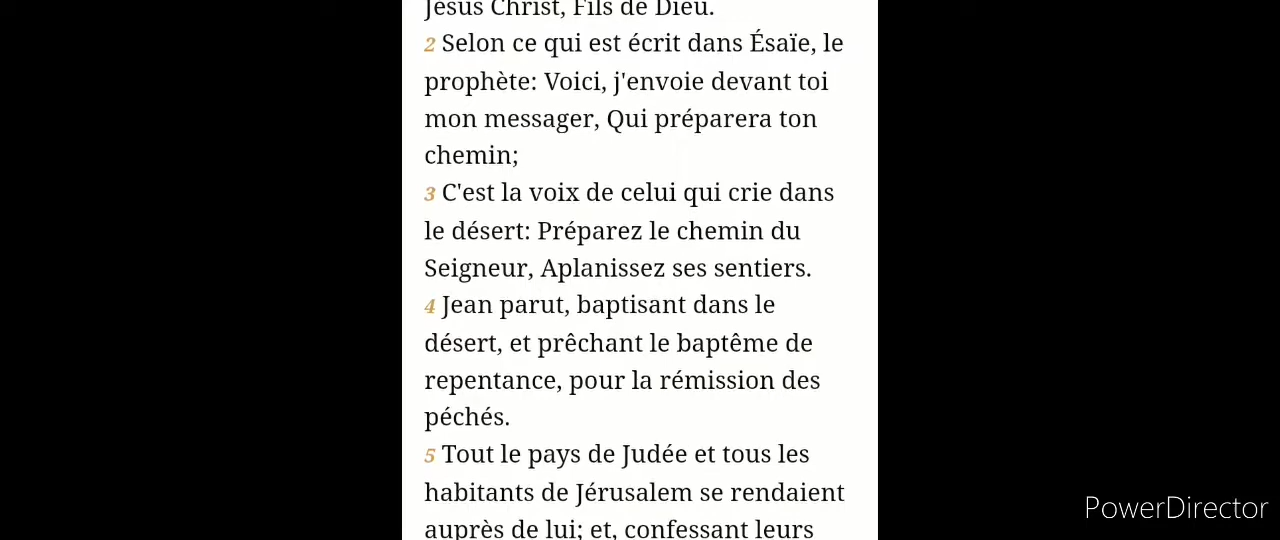 Jésus Christ, Fils de Dieu.
2 Selon ce qui est écrit dans Ésaïe, le
prophète: Voici, j'envoie devant toi
mon messager, Qui préparera ton
chemin;
3 C'est la voix de celui qui crie dans
le désert: Préparez le chemin du
Seigneur, Aplanissez ses sentiers.
4 Jean parut, baptisant dans le
désert, et prêchant le baptême de
repentance, pour la rémission des
péchés.
5 Tout le pays de Judée et tous les
habitants de Jérusalem se rendaient
auprès de lui; et, confessant leurs
PowerDirector